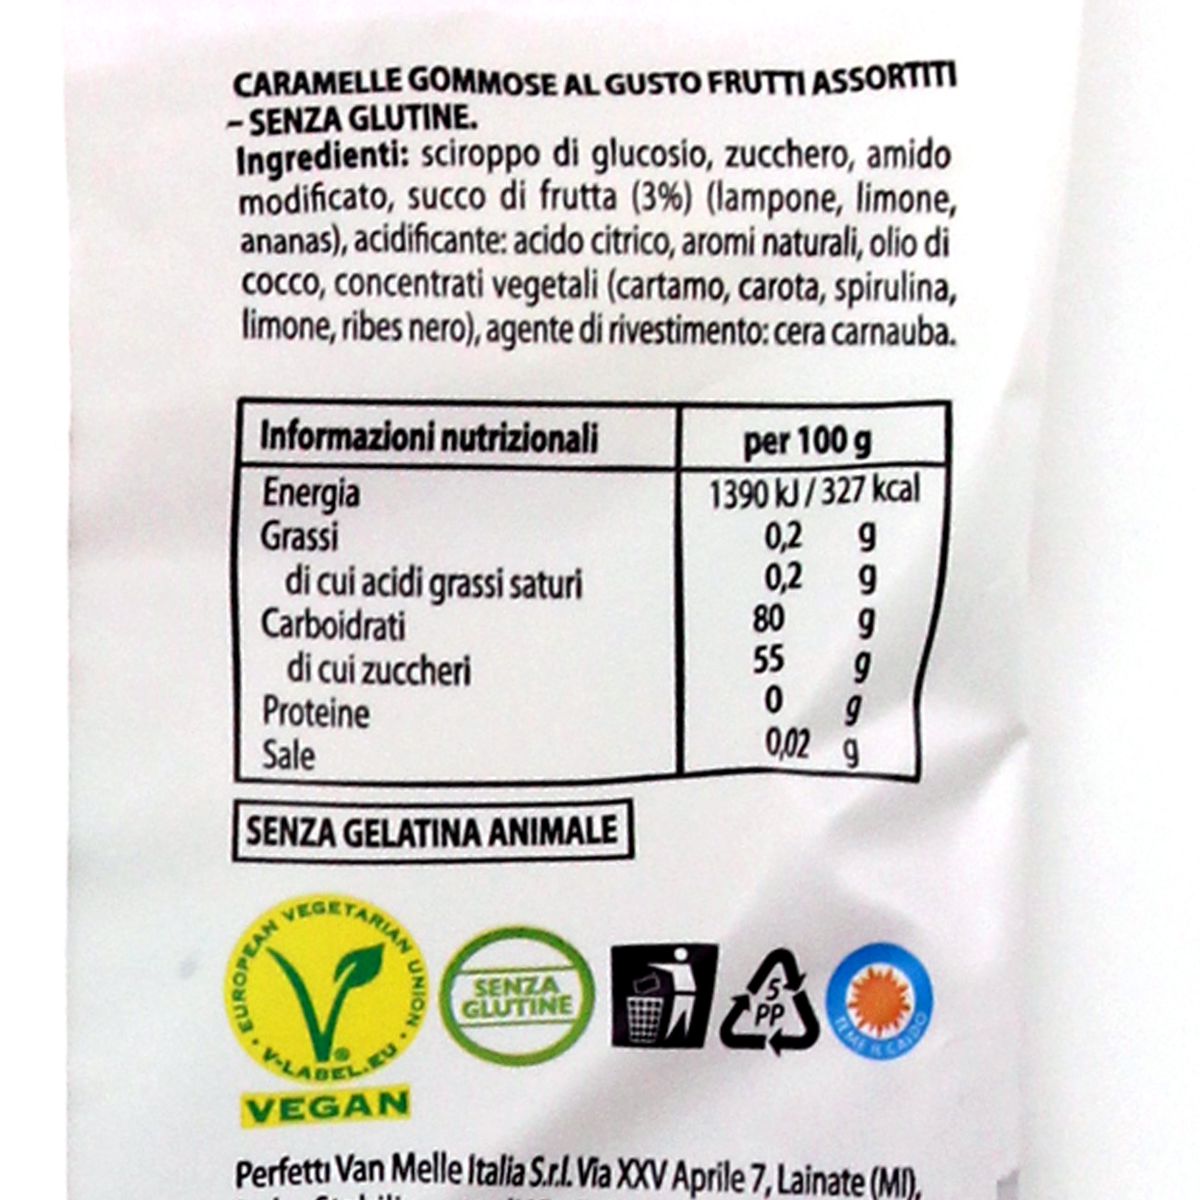 CARAMELLE GOMMOSE AL GUSTO FRUTTI ASSORTITI
– SENZA GLUTINE.
Ingredienti: sciroppo di glucosio, zucchero, amido
modificato, succo di frutta (3%) (lampone, limone,
ananas), acidificante: acido citrico, aromi naturali, olio di
cocco, concentrati vegetali (cartamo, carota, spirulina,
limone, ribes nero), agente di rivestimento: cera carnauba.
Informazioni nutrizionali per 100 g
Energia 1390 kJ / 327 kcal
Grassi 0,2 g
di cui acidi grassi saturi 0,2 g
Carboidrati 80 g
di cui zuccheri 55 g
Proteine 0 g
Sale 0,02 g
SENZA GELATINA ANIMALE
EUROPEAN VEGETARIAN UNION • V-LABEL.EU •
®
VEGAN
SENZA
GLUTINE
5
PP
TEME IL CALDO
Perfetti Van Melle Italia S.r.l. Via XXV Aprile 7, Lainate (MI),